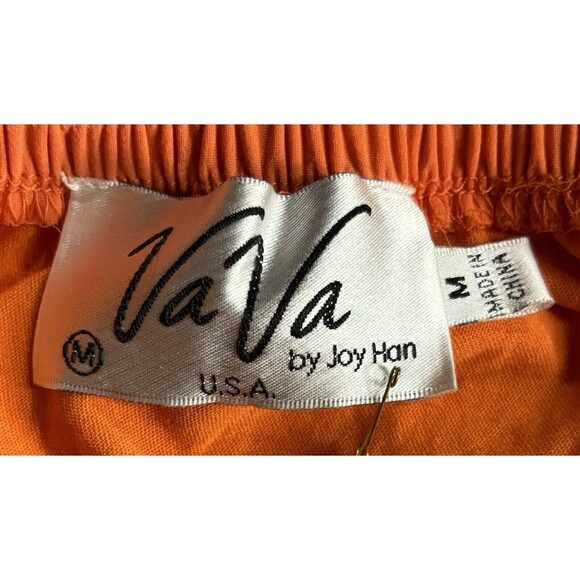 VaVa
M
by Joy Han
U.S.A.
M
MADE IN
CHINA